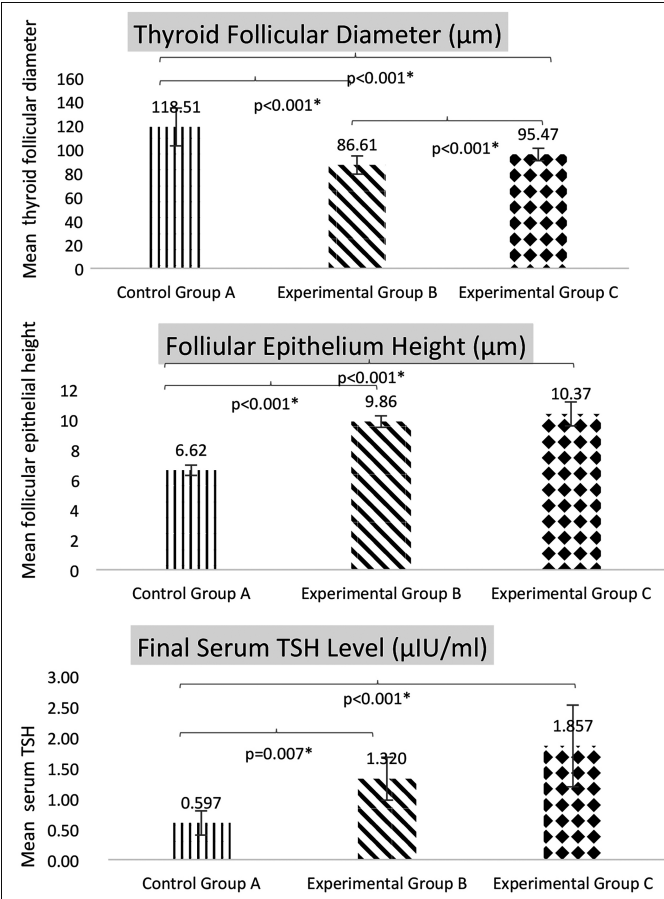 Thyroid Follicular Diameter (µm)
Mean thyroid follicular diameter
160
140
120
100
80
60
40
20
0
p<0.001*
p<0.001*
p<0.001*
118.51
86.61
95.47
Control Group A
Experimental Group B
Experimental Group C
Folliular Epithelium Height (µm)
Mean follicular epithelial height
12
10
8
6
4
2
0
p<0.001*
p<0.001*
6.62
9.86
10.37
Control Group A
Experimental Group B
Experimental Group C
Final Serum TSH Level (µIU/ml)
Mean serum TSH
3.00
2.50
2.00
1.50
1.00
0.50
0.00
p<0.001*
p=0.007*
0.597
1.320
1.857
Control Group A
Experimental Group B
Experimental Group C